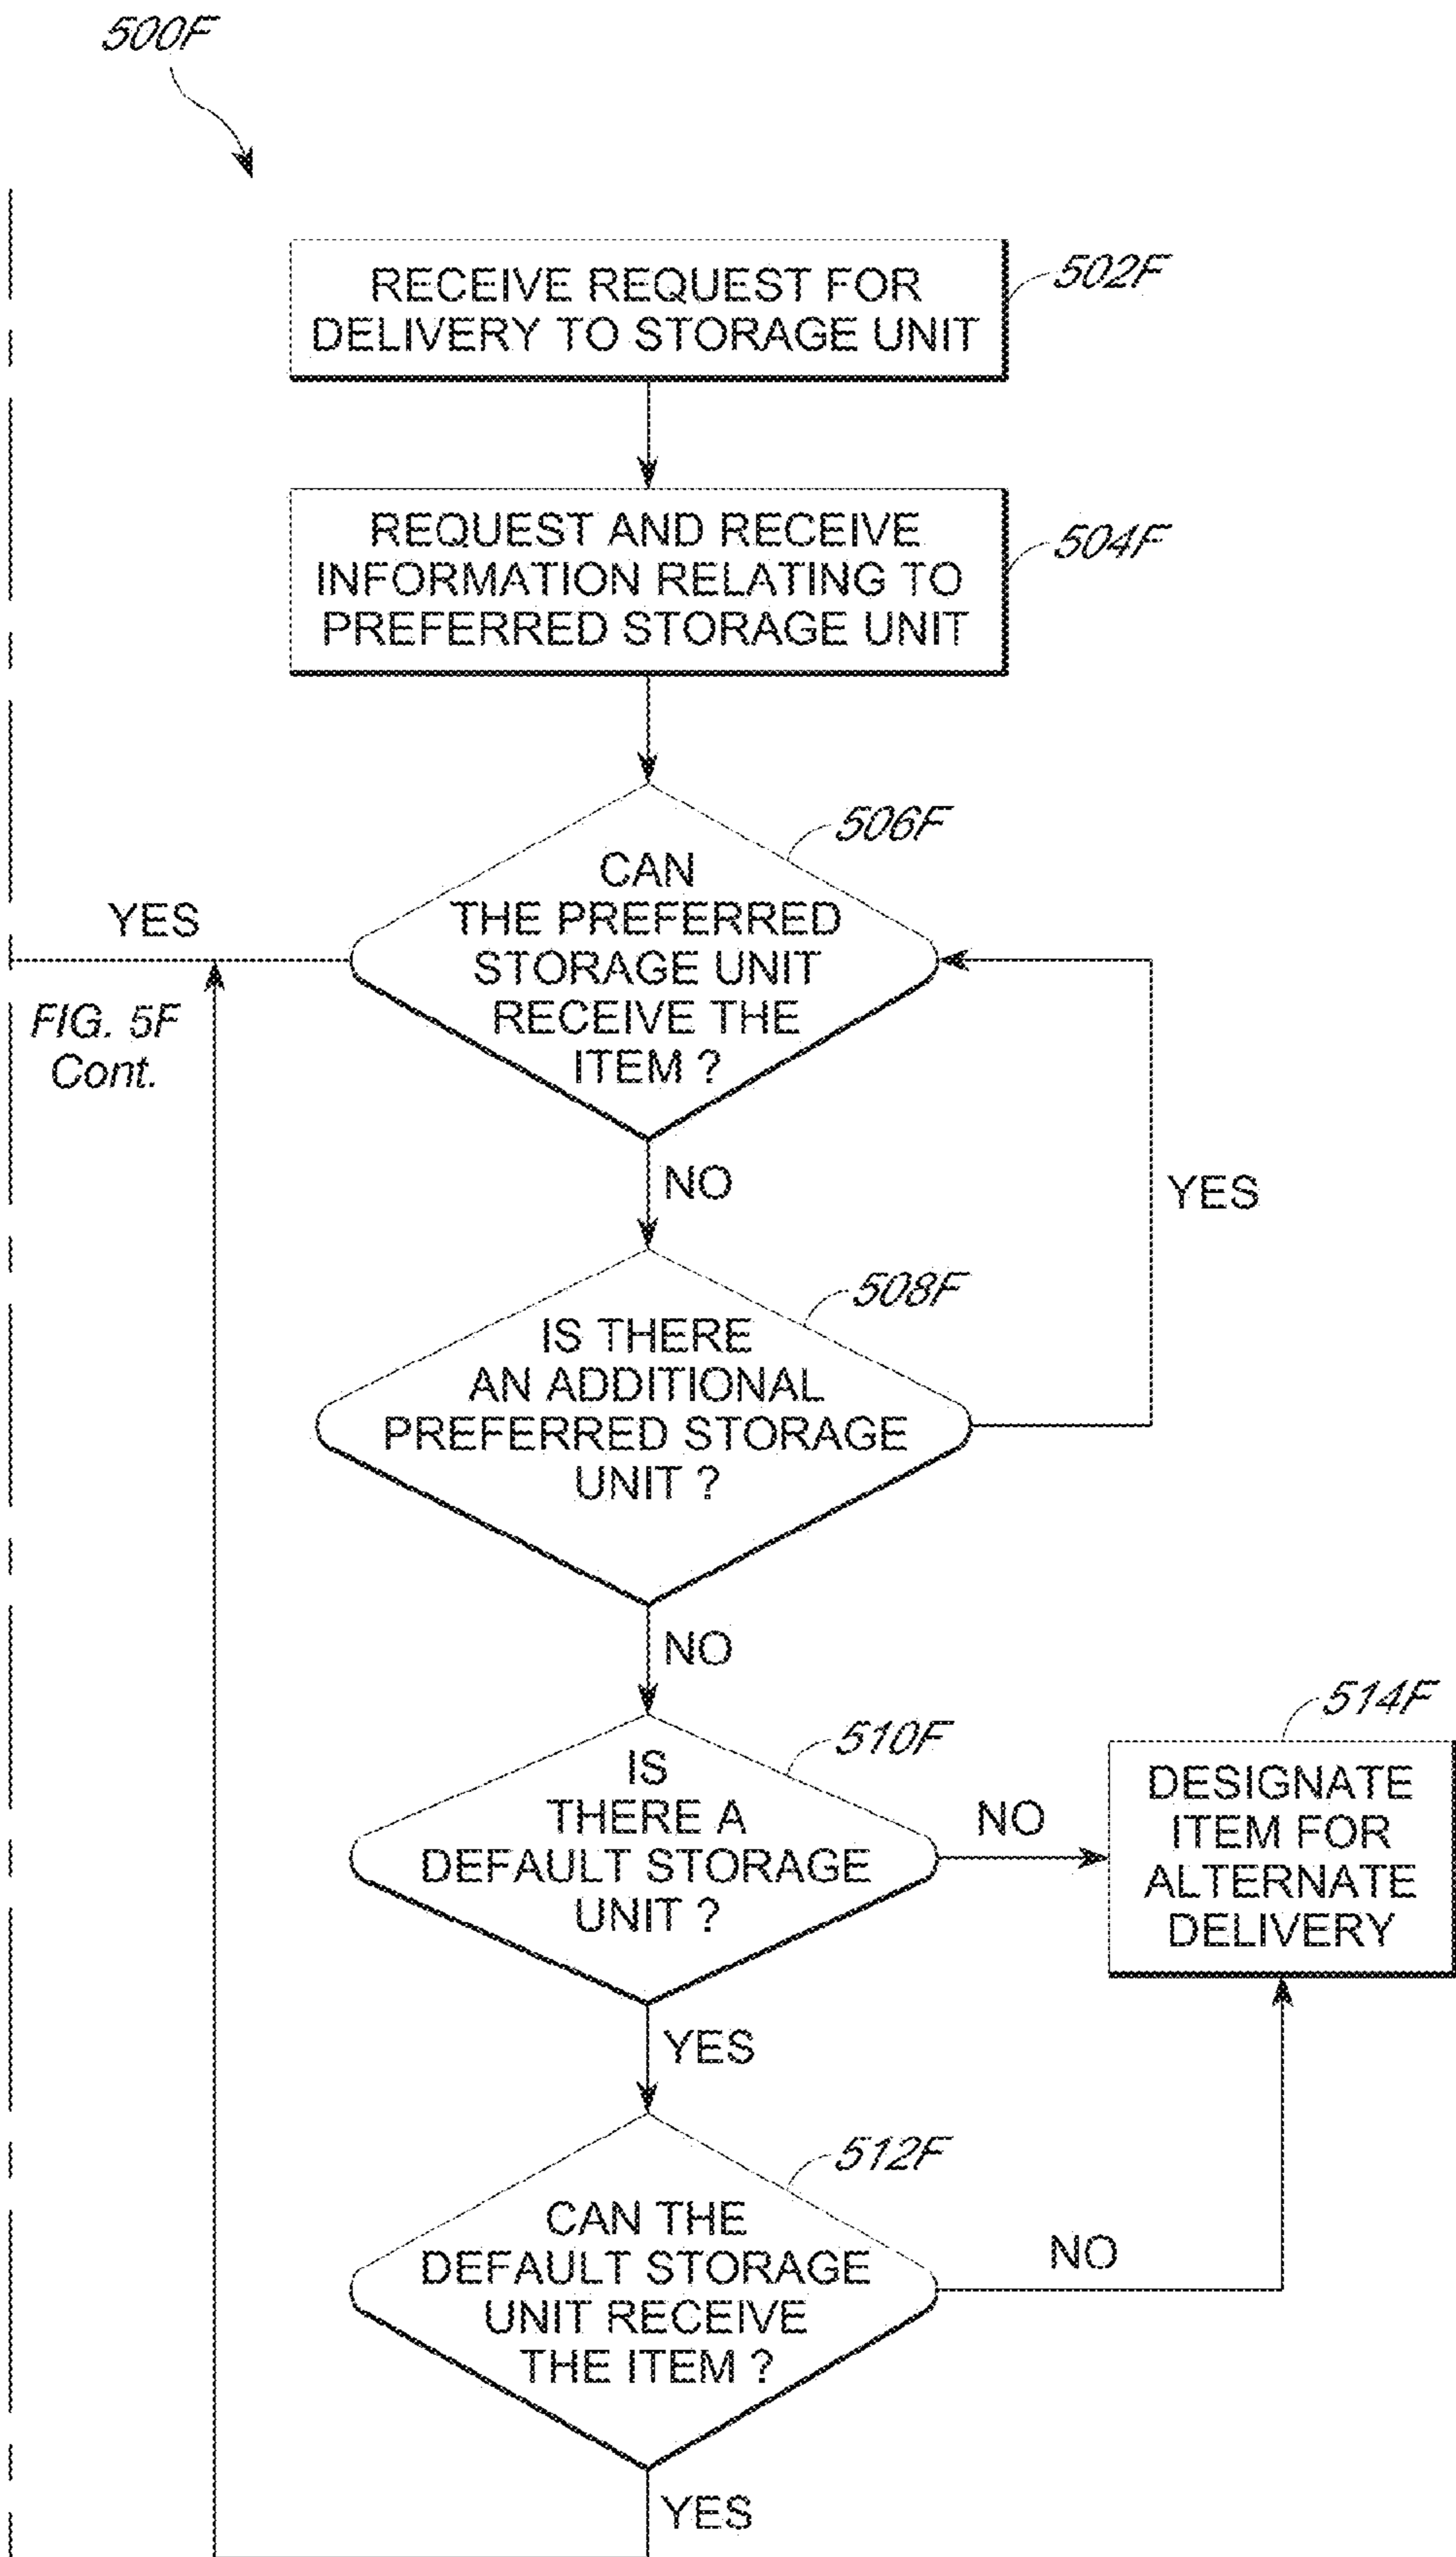 500F
RECEIVE REQUEST FOR
DELIVERY TO STORAGE UNIT
502F
REQUEST AND RECEIVE
INFORMATION RELATING TO
PREFERRED STORAGE UNIT
504F
506F
CAN
THE PREFERRED
STORAGE UNIT
RECEIVE THE
ITEM ?
YES
FIG. 5F
Cont.
NO
YES
508F
IS THERE
AN ADDITIONAL
PREFERRED STORAGE
UNIT ?
NO
510F
IS
THERE A
DEFAULT STORAGE
UNIT ?
NO
514F
DESIGNATE
ITEM FOR
ALTERNATE
DELIVERY
YES
512F
CAN THE
DEFAULT STORAGE
UNIT RECEIVE
THE ITEM ?
NO
YES